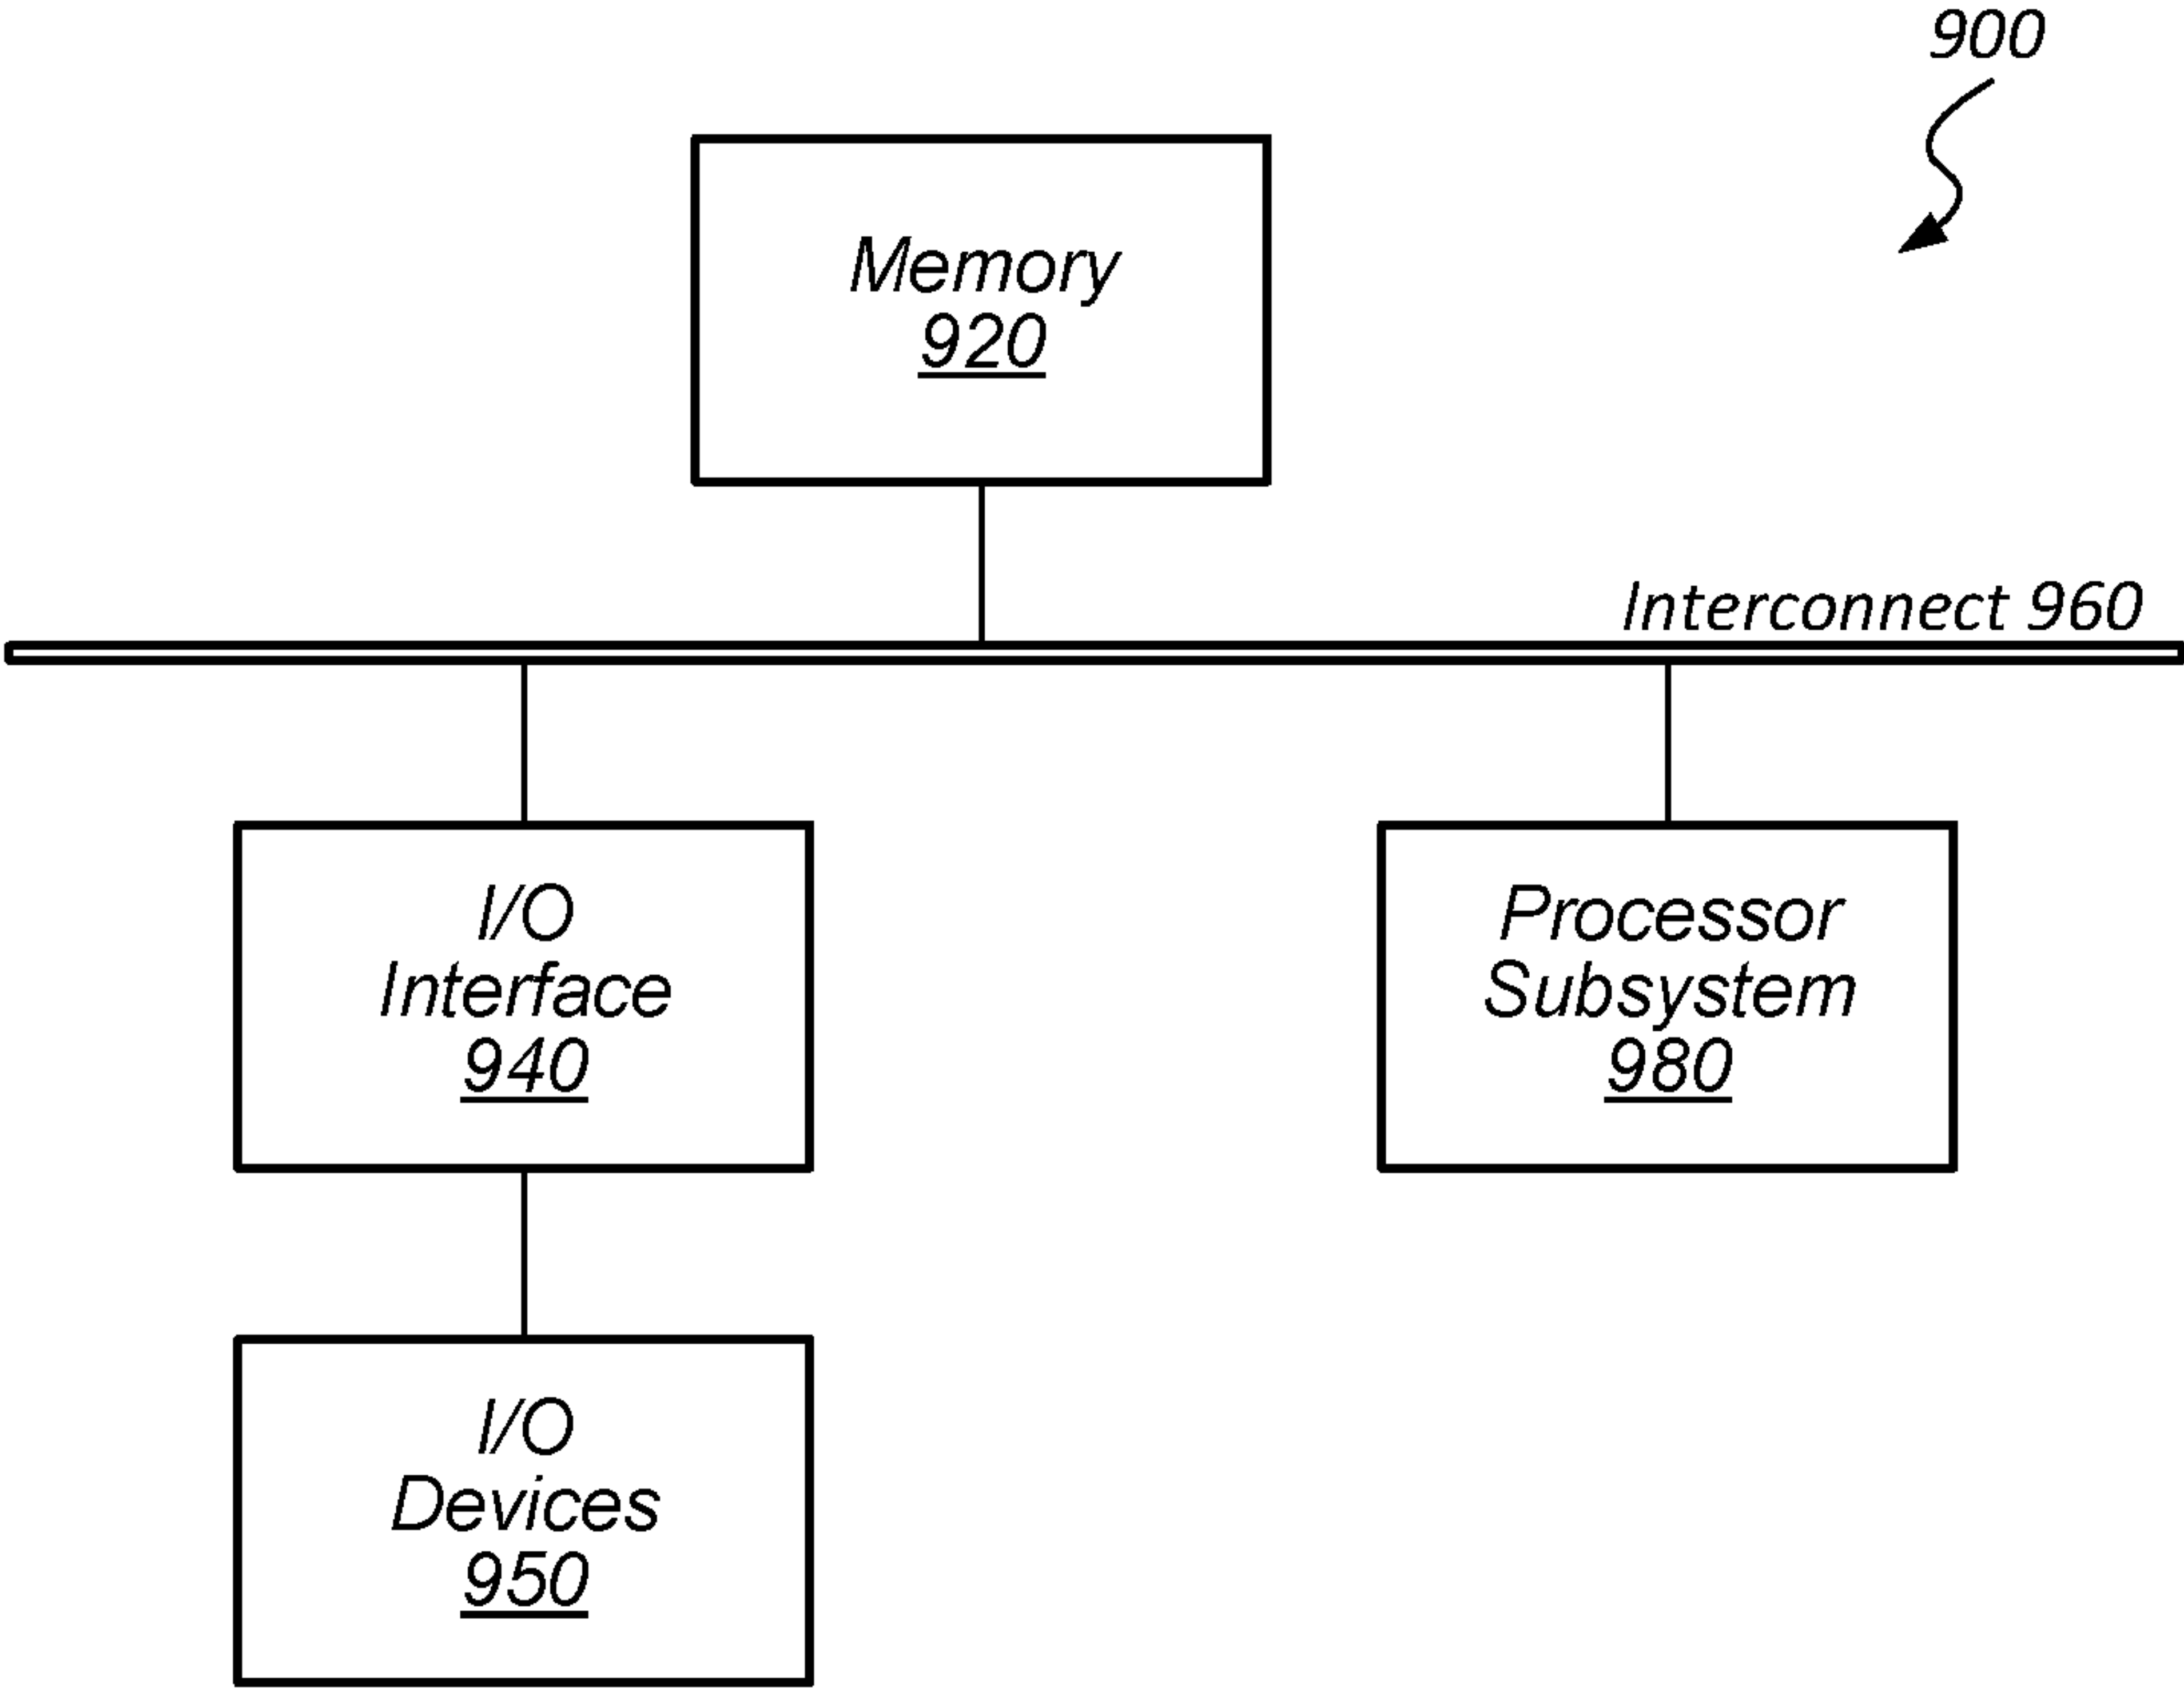 900
Memory
920
Interconnect 960
I/O
Interface
940
Processor
Subsystem
980
I/O
Devices
950